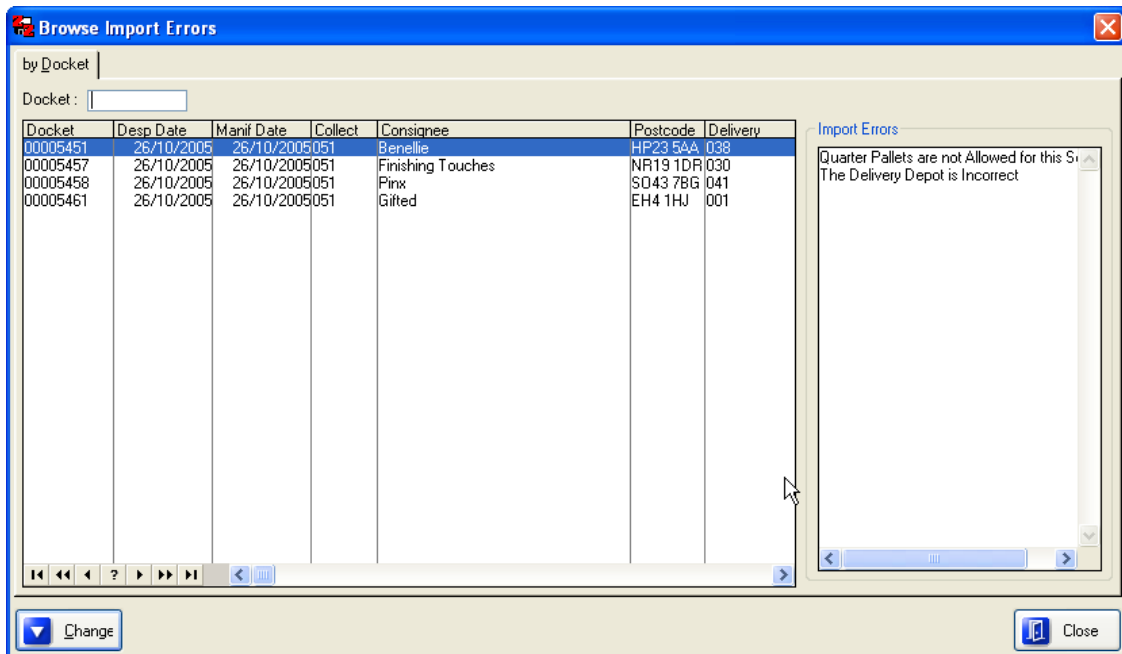 Browse Import Errors
by Docket
Docket :
Docket Desp Date Manif Date Collect Consignee Postcode Delivery
00005451 26/10/2005 26/10/2005 051 Benellie HP23 5AA 038
00005457 26/10/2005 26/10/2005 051 Finishing Touches NR19 1DR 030
00005458 26/10/2005 26/10/2005 051 Pinx SO43 7BG 041
00005461 26/10/2005 26/10/2005 051 Gifted EH4 1HJ 001
Import Errors
Quarter Pallets are not Allowed for this
The Delivery Depot is Incorrect
?
Change
Close